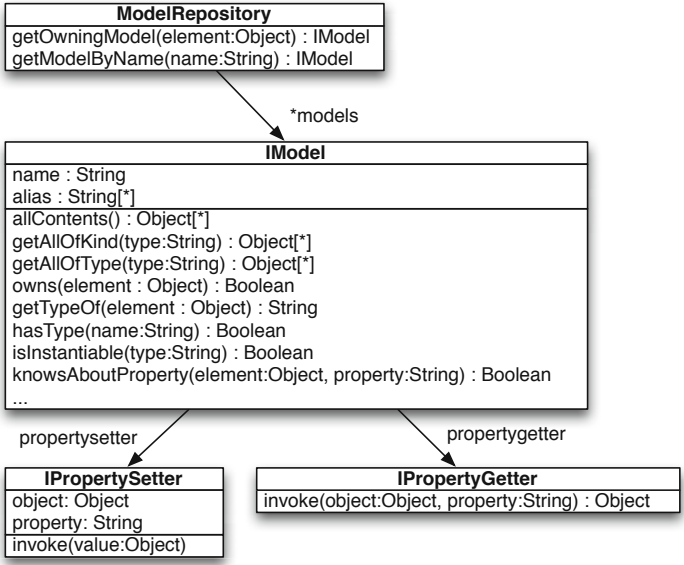 ModelRepository
getOwningModel(element:Object) : IModel
getModelByName(name:String) : IModel
*models
IModel
name : String
alias : String[*]
allContents() : Object[*]
getAllOfKind(type:String) : Object[*]
getAllOfType(type:String) : Object[*]
owns(element : Object) : Boolean
getTypeOf(element : Object) : String
hasType(name:String) : Boolean
isInstantiable(type:String) : Boolean
knowsAboutProperty(element:Object, property:String) : Boolean
...
propertysetter
propertygetter
IPropertySetter
object: Object
property: String
invoke(value:Object)
IPropertyGetter
invoke(object:Object, property:String) : Object